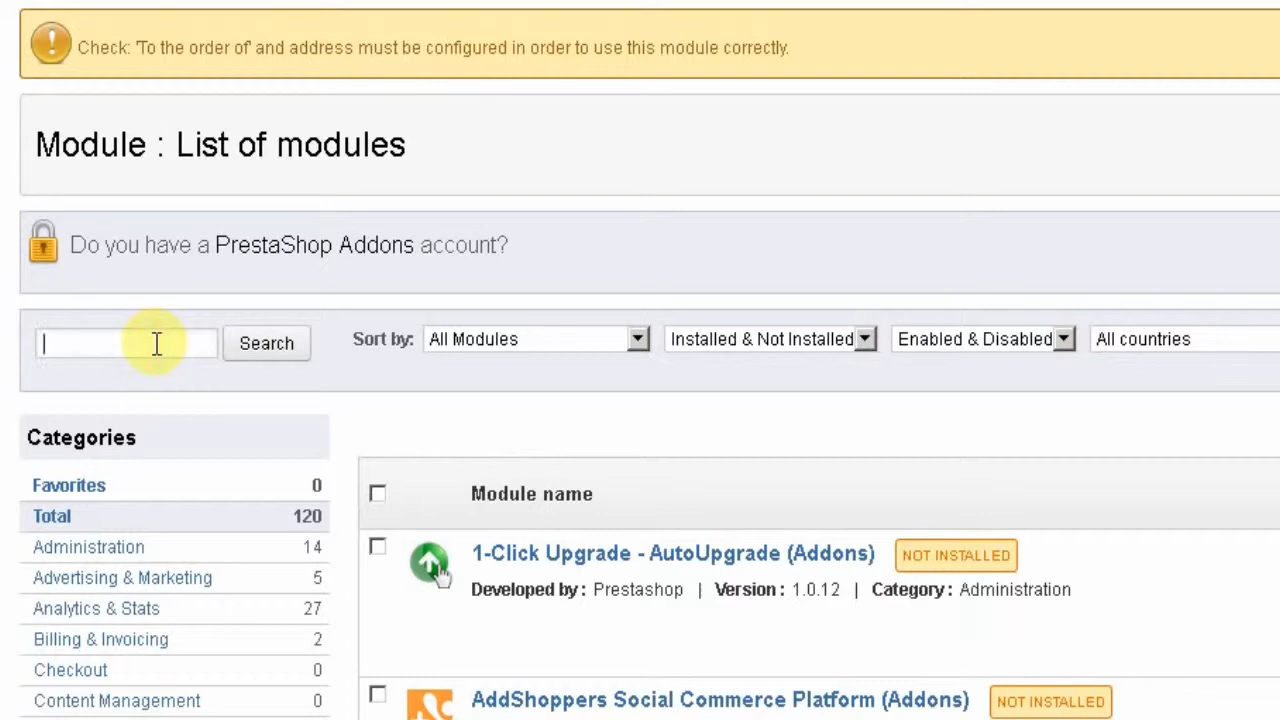 Check: 'To the order of' and address must be configured in order to use this module correctly.
Module : List of modules
Do you have a PrestaShop Addons account?
Search Sort by: All Modules Installed & Not Installed Enabled & Disabled All countries
Categories
Favorites 0
Total 120
Administration 14
Advertising & Marketing 5
Analytics & Stats 27
Billing & Invoicing 2
Checkout 0
Content Management 0
Module name
1-Click Upgrade - AutoUpgrade (Addons) NOT INSTALLED
Developed by : Prestashop | Version : 1.0.12 | Category : Administration
AddShoppers Social Commerce Platform (Addons) NOT INSTALLED